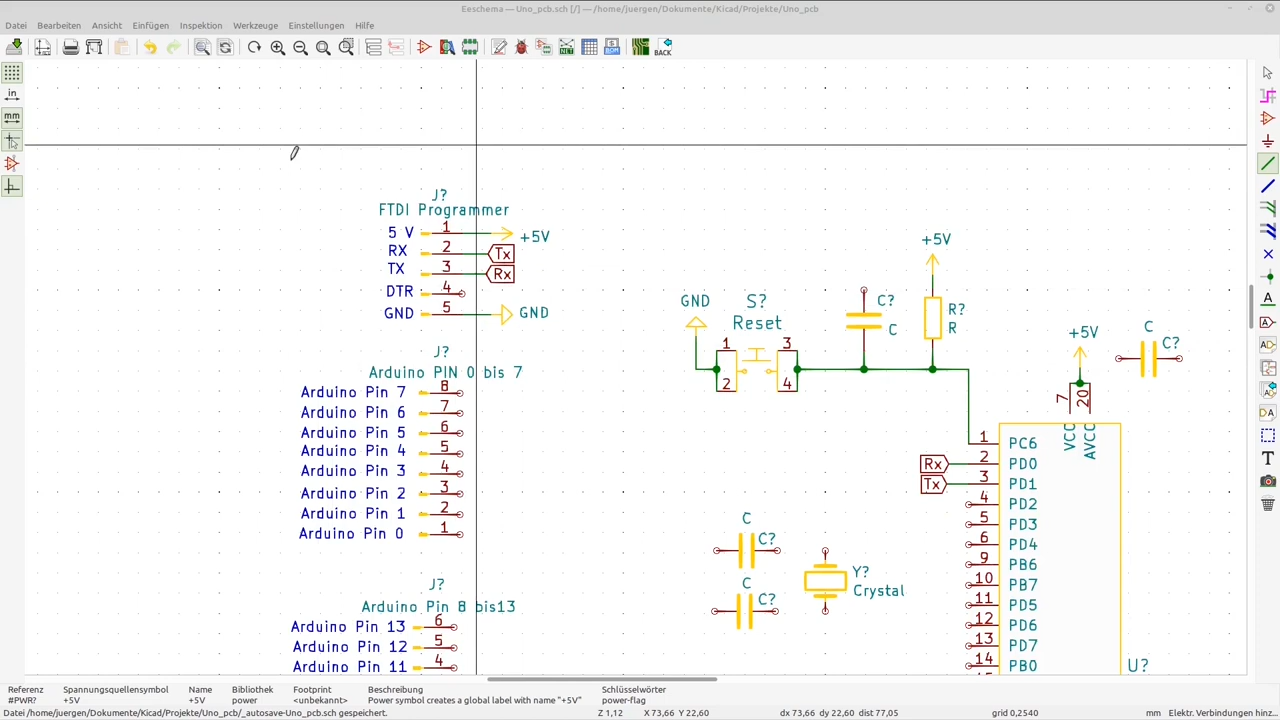 Eeschema — Uno_pcb.sch [/] — /home/juergen/Dokumente/Kicad/Projekte/Uno_pcb
Datei Bearbeiten Ansicht Einfügen Inspektion Werkzeuge Einstellungen Hilfe
BOM BACK
NET
in
mm
J?
FTDI Programmer
5 V 1 +5V
RX 2 Tx
TX 3 Rx
DTR 4
GND 5 GND
J?
Arduino PIN 0 bis 7
Arduino Pin 7 8
Arduino Pin 6 7
Arduino Pin 5 6
Arduino Pin 4 5
Arduino Pin 3 4
Arduino Pin 2 3
Arduino Pin 1 2
Arduino Pin 0 1
J?
Arduino Pin 8 bis13
Arduino Pin 13 6
Arduino Pin 12 5
Arduino Pin 11 4
GND
S?
Reset
1 3
2 4
C?
C
+5V
R?
R
+5V
C
C?
7 20
VCC AVCC
1 PC6
Rx 2 PD0
Tx 3 PD1
4 PD2
5 PD3
6 PD4
9 PB6
10 PB7
11 PD5
12 PD6
13 PD7
14 PB0
U?
C
C?
C
C?
Y?
Crystal
A
A
DA
T
Referenz Spannungsquellensymbol Name Bibliothek Footprint Beschreibung Schlüsselwörter
#PWR? +5V +5V power <unbekannt> Power symbol creates a global label with name "+5V" power-flag
Datei /home/juergen/Dokumente/Kicad/Projekte/Uno_pcb/_autosave-Uno_pcb.sch gespeichert. Z 1,12 X 73,66 Y 22,60 dx 73,66 dy 22,60 dist 77,05 grid 0,2540 mm Elektr. Verbindungen hinz...